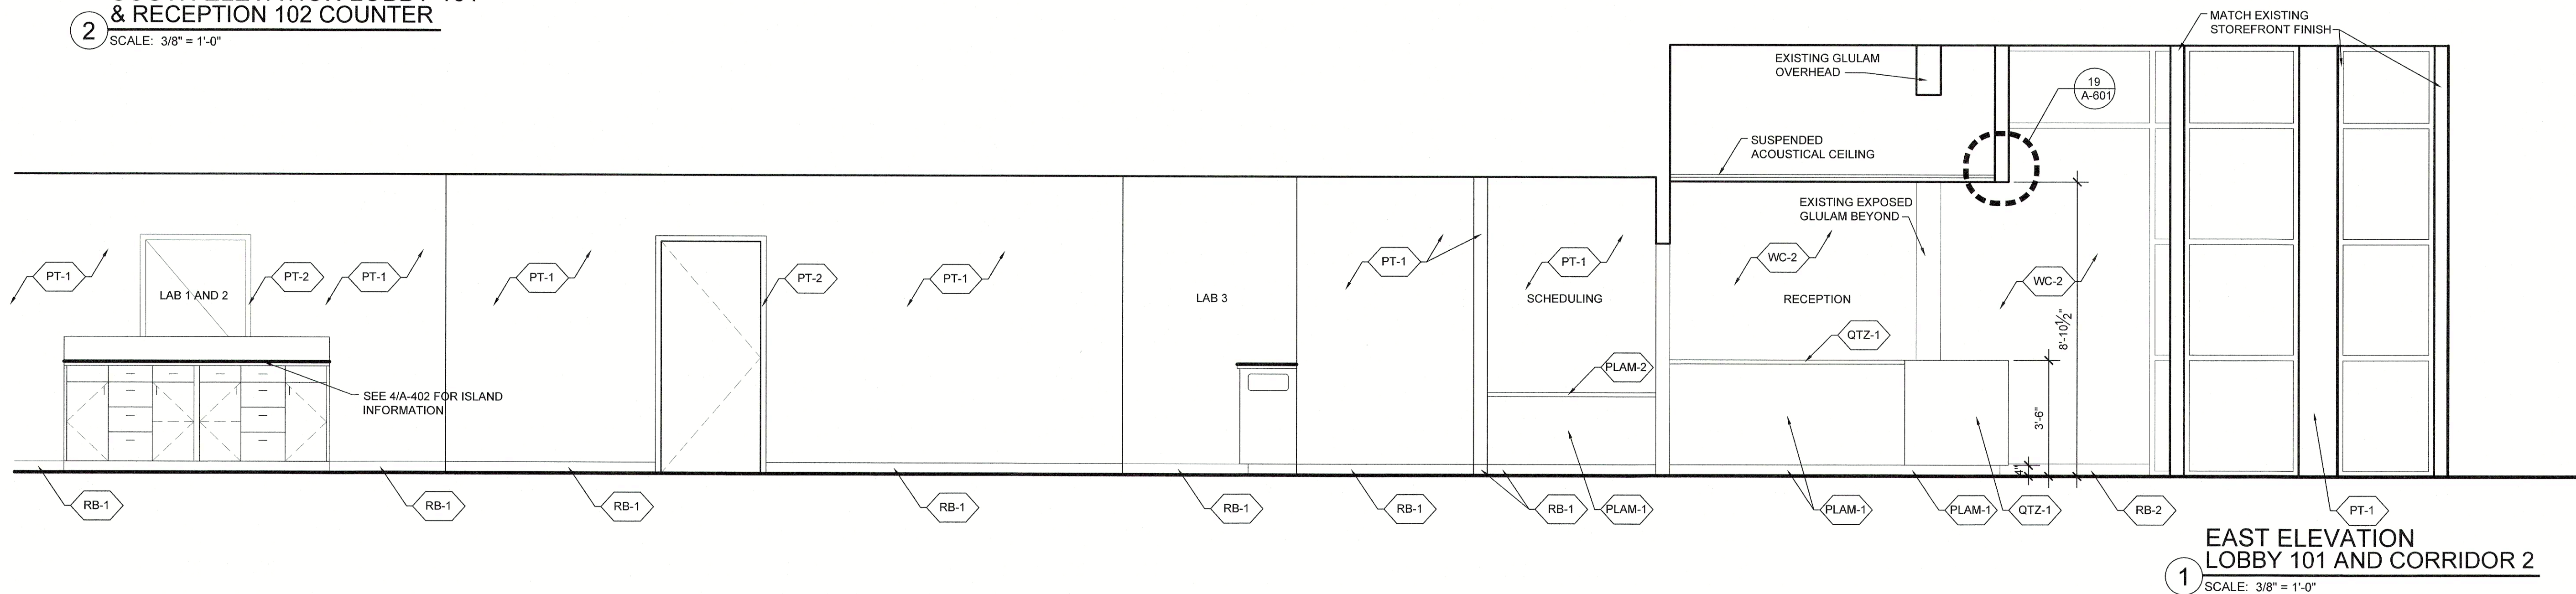 & RECEPTION 102 COUNTER
2
SCALE: 3/8" = 1'-0"
MATCH EXISTING
STOREFRONT FINISH
EXISTING GLULAM
OVERHEAD
19
A-601
SUSPENDED
ACOUSTICAL CEILING
EXISTING EXPOSED
GLULAM BEYOND
PT-1
LAB 1 AND 2
PT-2
PT-1
PT-1
PT-2
PT-1
LAB 3
PT-1
PT-1
SCHEDULING
WC-2
RECEPTION
WC-2
8'-10½"
QTZ-1
PLAM-2
SEE 4/A-402 FOR ISLAND
INFORMATION
3'-6"
4"
RB-1
RB-1
RB-1
RB-1
RB-1
RB-1
RB-1
PLAM-1
PLAM-1
PLAM-1
QTZ-1
RB-2
PT-1
EAST ELEVATION
LOBBY 101 AND CORRIDOR 2
1
SCALE: 3/8" = 1'-0"